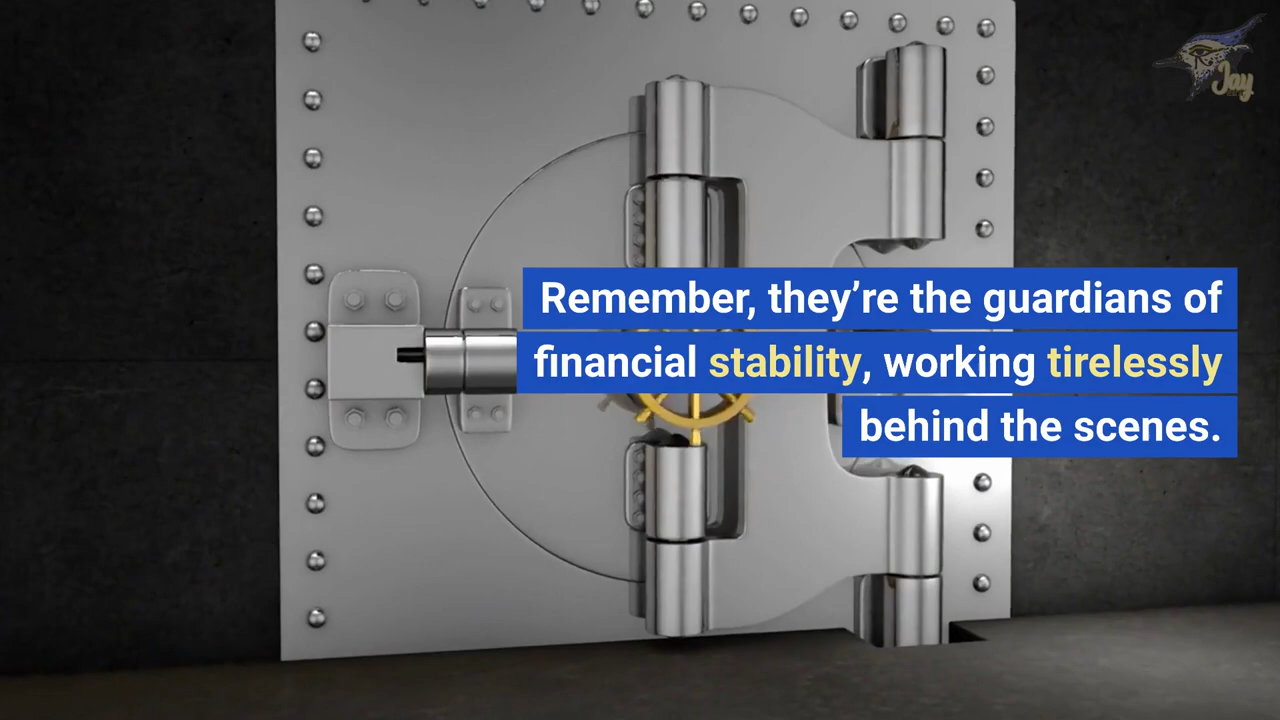 Jay
Remember, they’re the guardians of
financial stability, working tirelessly
behind the scenes.